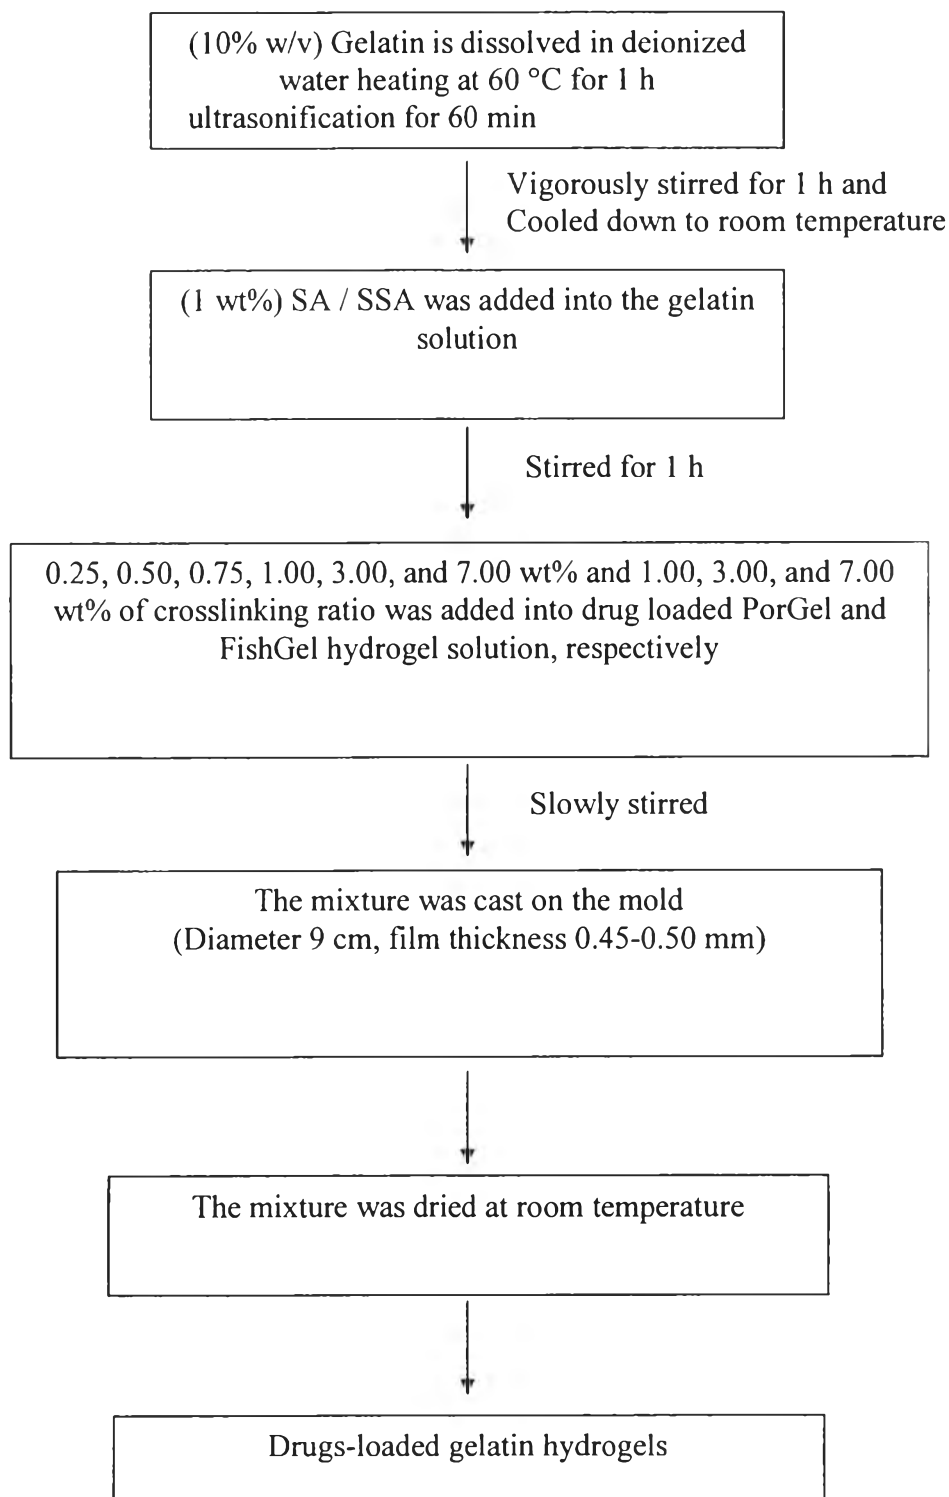 (10% w/v) Gelatin is dissolved in deionized
water heating at 60 °C for 1 h
ultrasonification for 60 min
Vigorously stirred for 1 h and
Cooled down to room temperature
(1 wt%) SA / SSA was added into the gelatin
solution
Stirred for 1 h
0.25, 0.50, 0.75, 1.00, 3.00, and 7.00 wt% and 1.00, 3.00, and 7.00
wt% of crosslinking ratio was added into drug loaded PorGel and
FishGel hydrogel solution, respectively
Slowly stirred
The mixture was cast on the mold
(Diameter 9 cm, film thickness 0.45-0.50 mm)
The mixture was dried at room temperature
Drugs-loaded gelatin hydrogels